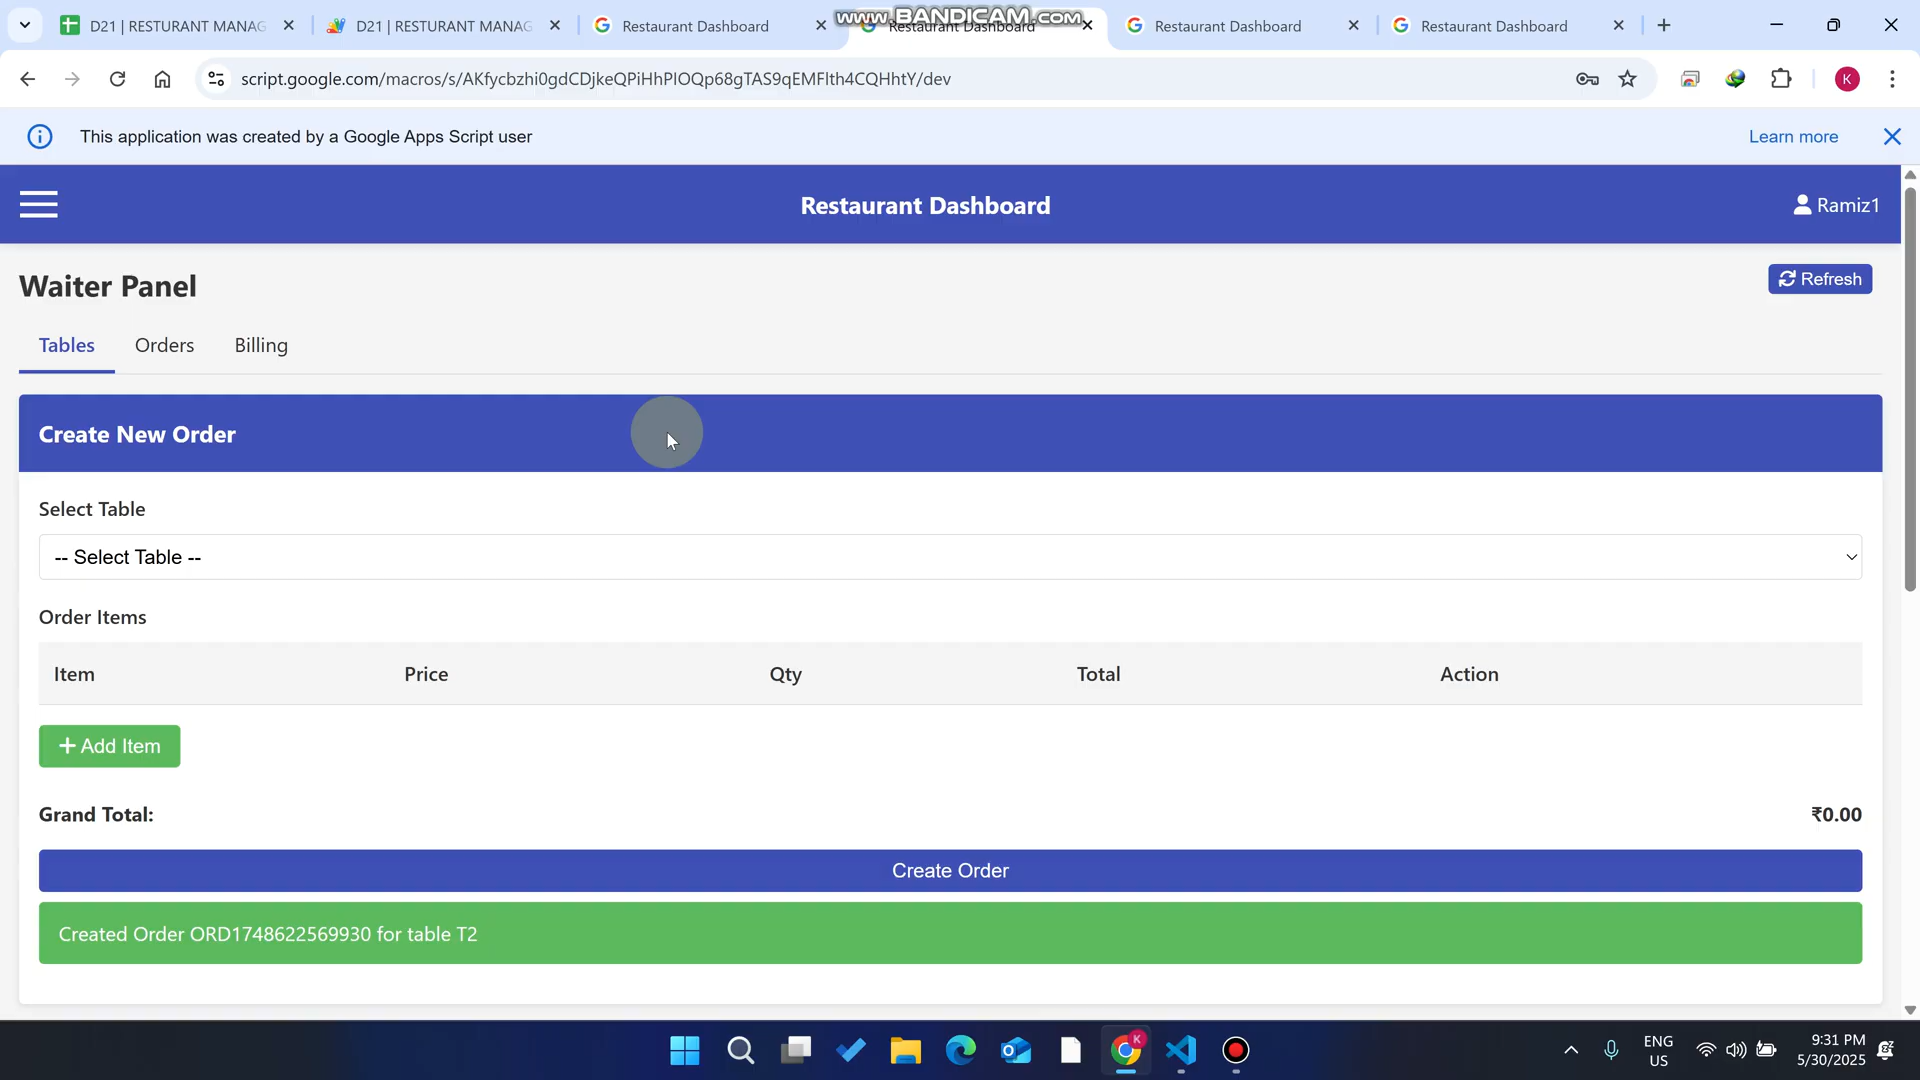 D21 | RESTURANT MANAG
D21 | RESTURANT MANAG
Restaurant Dashboard
Restaurant Dashboard
Restaurant Dashboard
Restaurant Dashboard
www.BANDICAM.com
script.google.com/macros/s/AKfycbzhi0gdCDjkeQPiHhPIOQp68gTAS9qEMFlth4CQHhtY/dev
K
This application was created by a Google Apps Script user
Learn more
Restaurant Dashboard
Ramiz1
Waiter Panel
Refresh
Tables
Orders
Billing
Create New Order
Select Table
-- Select Table --
Order Items
Item
Price
Qty
Total
Action
+ Add Item
Grand Total:
₹0.00
Create Order
Created Order ORD1748622569930 for table T2
K
ENG
US
9:31 PM
5/30/2025